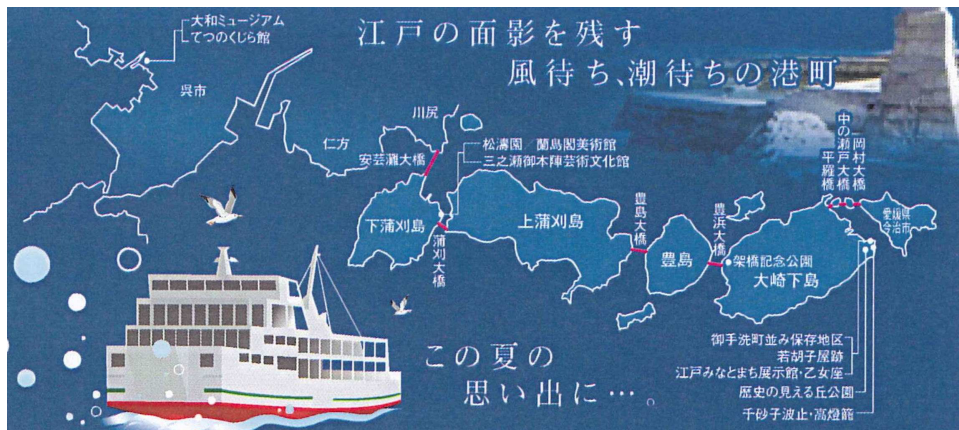 大和ミュージアム
てつのくじら館
江戸の面影を残す
風待ち、潮待ちの港町
呉市
仁方
川尻
安芸灘大橋
松濤園 蘭島閣美術館
三之瀬御本陣芸術文化館
下蒲刈島
蒲刈大橋
上蒲刈島
豊島大橋
豊島
豊浜大橋
架橋記念公園
大崎下島
平羅橋
中の瀬戸大橋
岡村大橋
愛媛県
今治市
御手洗町並み保存地区
若胡子屋跡
江戸みなとまち展示館・乙女座
歴史の見える丘公園
千砂子波止・高燈籠
この夏の
思い出に…。